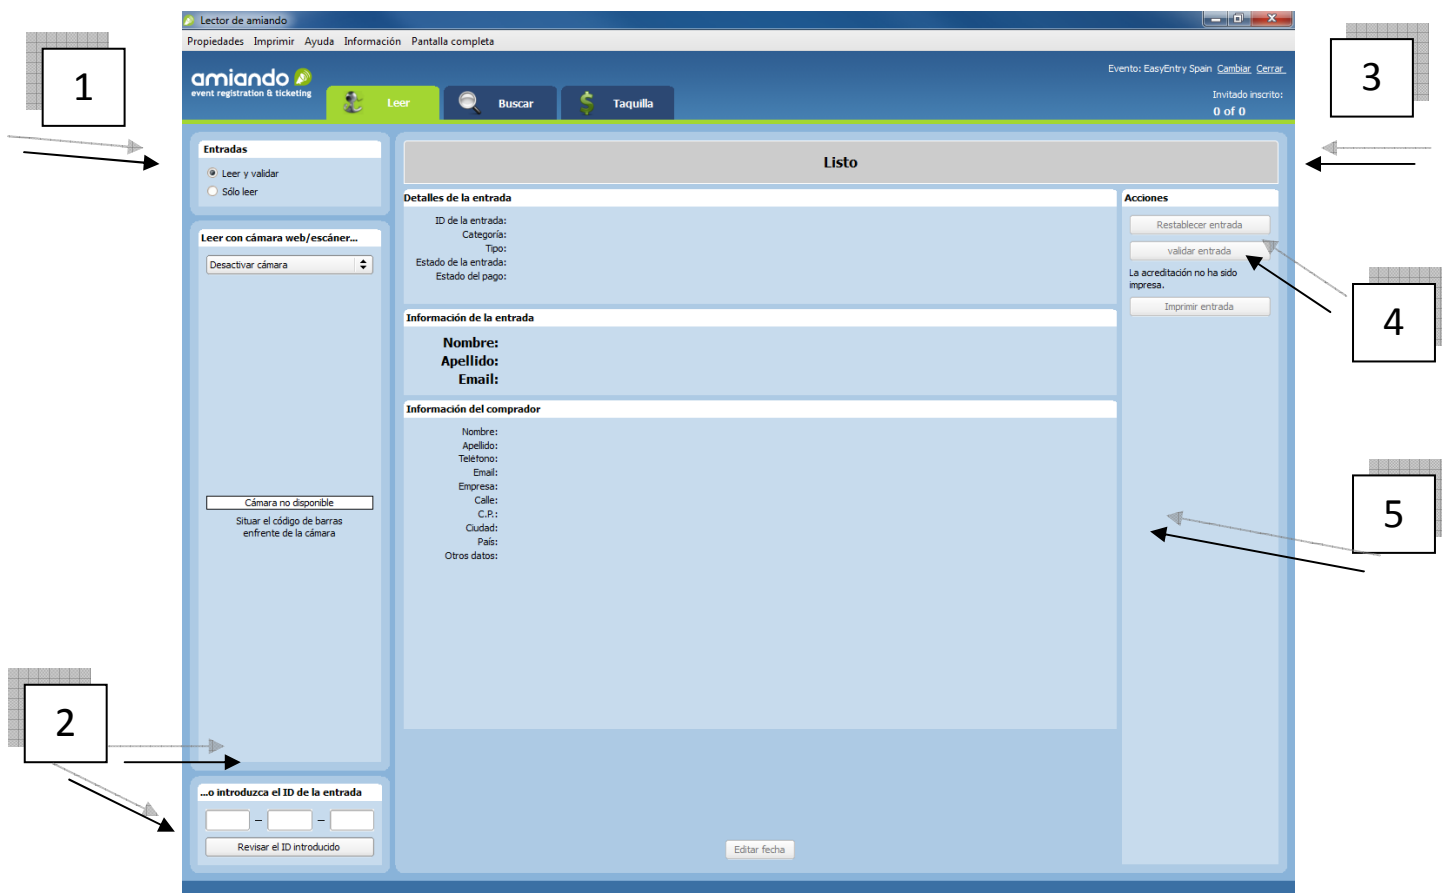 Lector de amiando
Propiedades Imprimir Ayuda Información Pantalla completa
amiando
event registration & ticketing
Leer
Buscar
Taquilla
Evento: EasyEntry Spain Cambiar Cerrar
Invitado inscrito:
0 of 0
1
3
Entradas
Leer y validar
Sólo leer
Listo
Detalles de la entrada
ID de la entrada:
Categoría:
Tipo:
Estado de la entrada:
Estado del pago:
Acciones
Restablecer entrada
validar entrada
La acreditación no ha sido
impresa.
Imprimir entrada
4
Leer con cámara web/escáner...
Desactivar cámara
Información de la entrada
Nombre:
Apellido:
Email:
Información del comprador
Nombre:
Apellido:
Teléfono:
Email:
Empresa:
Calle:
C.P.:
Ciudad:
País:
Otros datos:
Cámara no disponible
Situar el código de barras
enfrente de la cámara
5
2
...o introduzca el ID de la entrada
– –
Revisar el ID introducido
Editar fecha